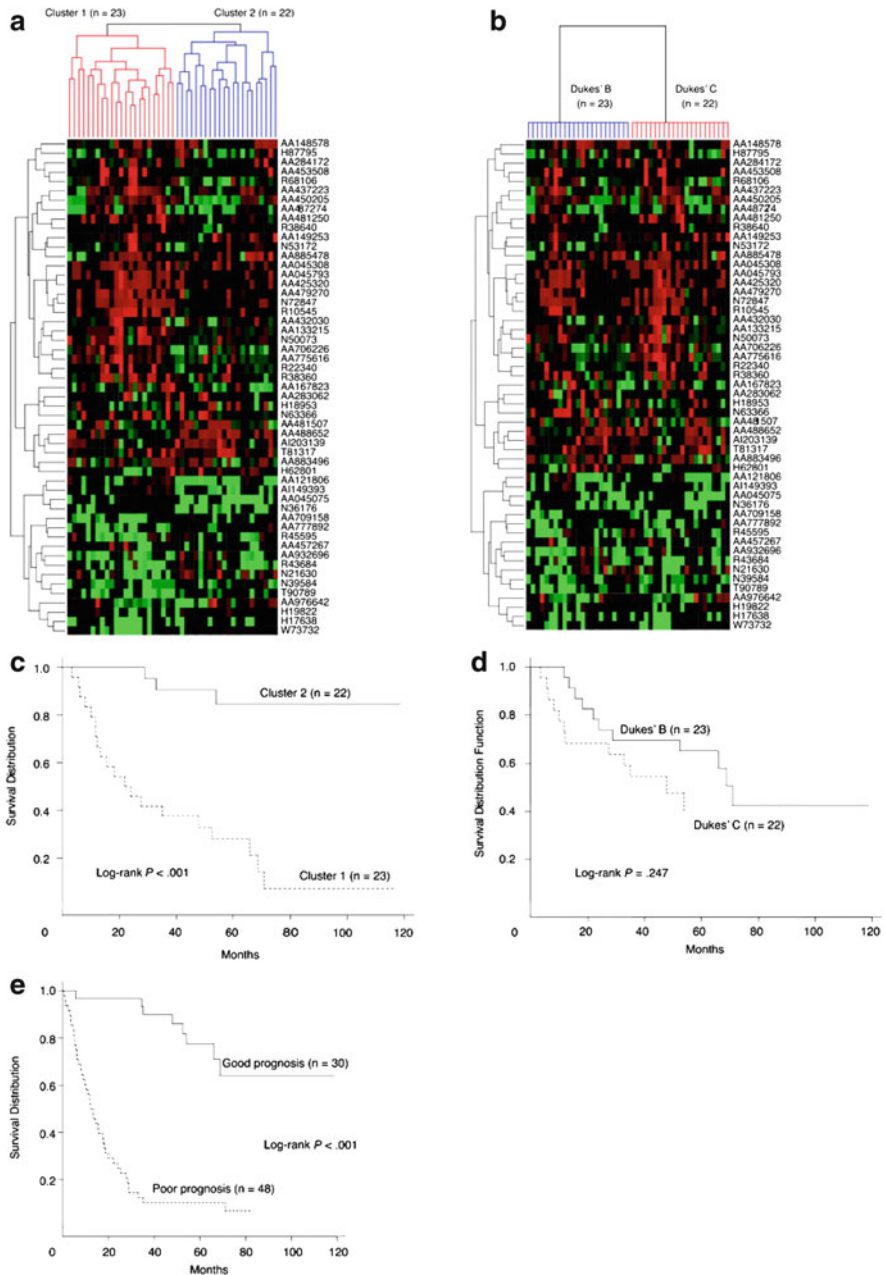 a
Cluster 1 (n = 23)
Cluster 2 (n = 22)
AA148578
H87795
AA284172
AA453508
R68106
AA437223
AA450205
AA487274
AA481250
R38640
AA149253
N53172
AA885478
AA045308
AA045793
AA425320
AA479270
N72847
R10545
AA432030
AA133215
N50073
AA706226
AA775616
R22340
R38360
AA167823
AA283062
H18953
N63366
AA481507
AA488652
AI203139
T81317
AA883496
H62801
AA121806
AI149393
AA045075
N36176
AA709158
AA777892
R45595
AA457267
AA932696
R43684
N21630
N39584
T90789
AA976642
H19822
H17638
W73732
b
Dukes' B
(n = 23)
Dukes' C
(n = 22)
AA148578
H87795
AA284172
AA453508
R68106
AA437223
AA450205
AA487274
AA481250
R38640
AA149253
N53172
AA885478
AA045308
AA045793
AA425320
AA479270
N72847
R10545
AA432030
AA133215
N50073
AA706226
AA775616
R22340
R38360
AA167823
AA283062
H18953
N63366
AA481507
AA488652
AI203139
T81317
AA883496
H62801
AA121806
AI149393
AA045075
N36176
AA709158
AA777892
R45595
AA457267
AA932696
R43684
N21630
N39584
T90789
AA976642
H19822
H17638
W73732
c
Survival Distribution
1.0
0.8
0.6
0.4
0.2
0
Cluster 2 (n = 22)
Cluster 1 (n = 23)
Log-rank P < .001
20 40 60 80 100 120
Months
d
Survival Distribution Function
1.0
0.8
0.6
0.4
0.2
0
Dukes' B (n = 23)
Dukes' C (n = 22)
Log-rank P = .247
20 40 60 80 100 120
Months
e
Survival Distribution
1.0
0.8
0.6
0.4
0.2
0
Good prognosis (n = 30)
Log-rank P < .001
Poor prognosis (n = 48)
20 40 60 80 100 120
Months